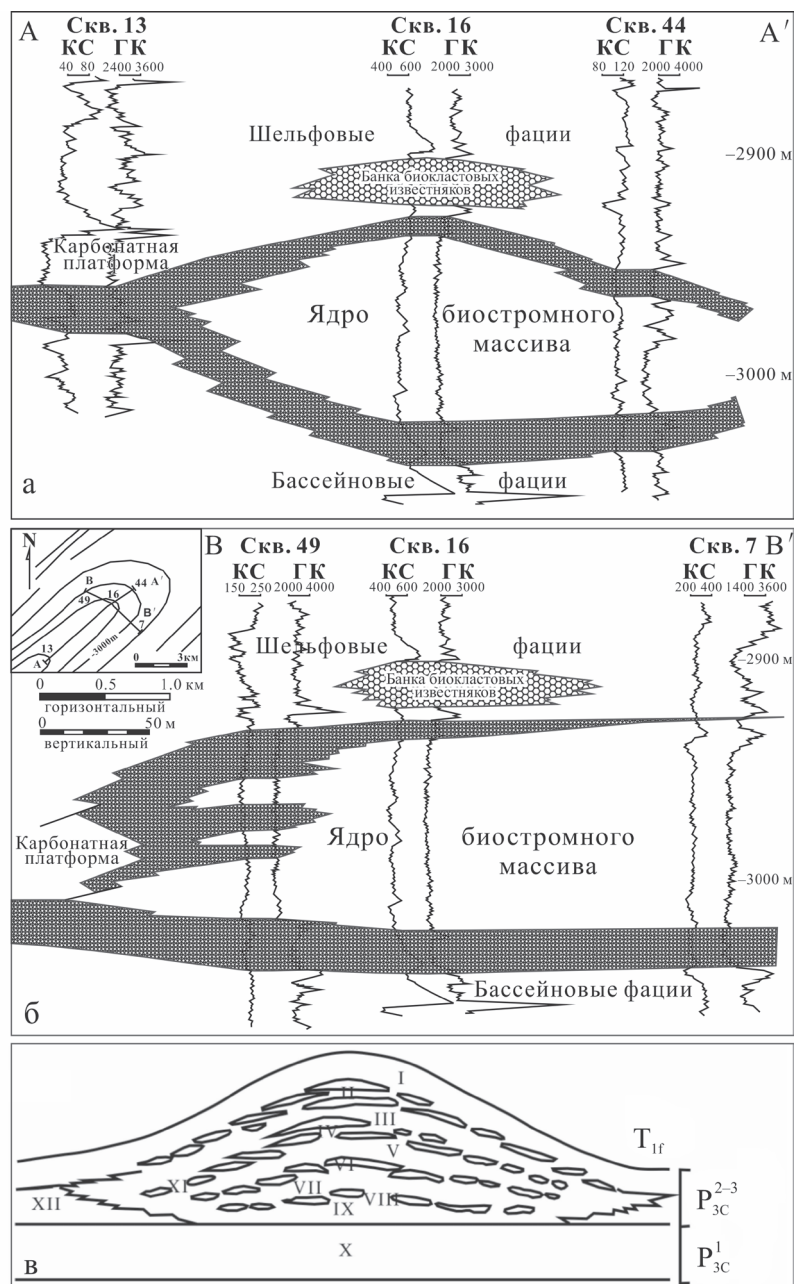 А
Скв. 13
Скв. 16
Скв. 44
А′
КС ГК
КС ГК
КС ГК
40 80 2400 3600
400 600 2000 3000
80 120 2000 4000
Шельфовые фации
–2900 м
Банка биокластовых
известняков
Карбонатная
платформа
Ядро биостромного
массива
–3000 м
Бассейновые фации
а
N
B
44
A′
49
16
B′
7
13
A
-3000m
0 3км
0 0.5 1.0 км
горизонтальный
0 50 м
вертикальный
В
Скв. 49
Скв. 16
Скв. 7
В′
КС ГК
КС ГК
КС ГК
150 250 2000 4000
400 600 2000 3000
200 400 1400 3600
Шельфовые фации
–2900 м
Банка биокластовых
известняков
Карбонатная
платформа
Ядро биостромного
массива
–3000 м
Бассейновые фации
б
I
II
III
IV
V
VI
VII
VIII
IX
X
XI
XII
T1f
P3C2–3
P3C1
в